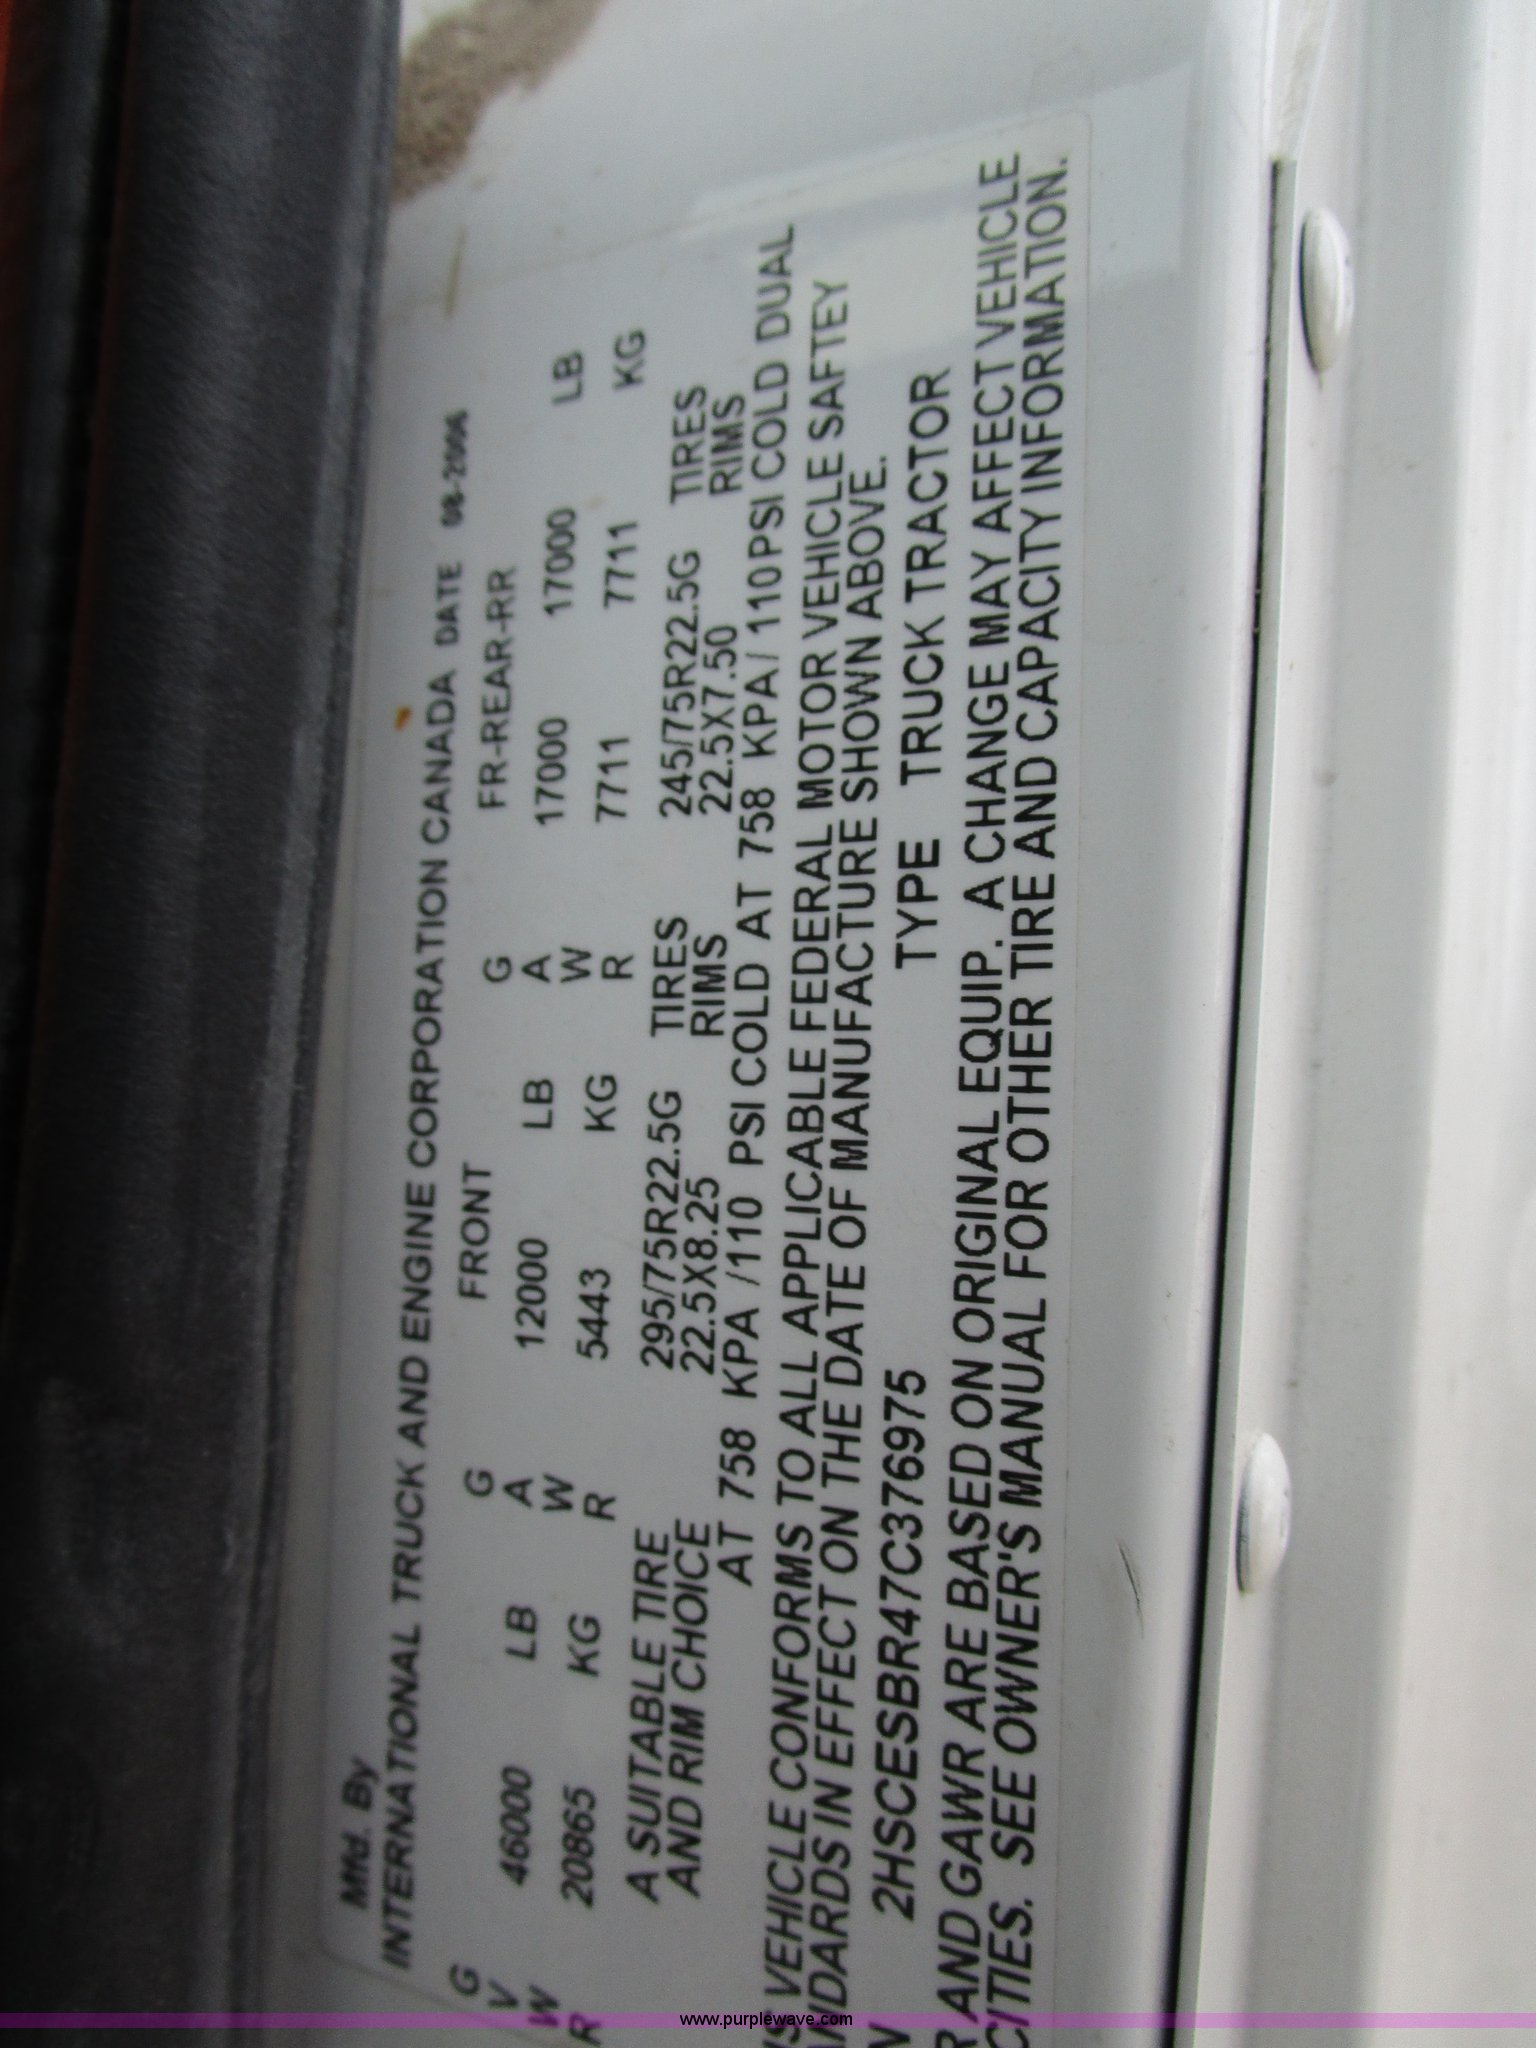 Mfd. By
INTERNATIONAL TRUCK AND ENGINE CORPORATION CANADA DATE 08-2006
G V W R
46000 LB
20865 KG
G A W R
FRONT
12000 LB
5443 KG
G A W R
FR-REAR-RR
17000 17000 LB
7711 7711 KG
A SUITABLE TIRE 295/75R22.5G TIRES 245/75R22.5G TIRES
AND RIM CHOICE 22.5X8.25 RIMS 22.5X7.50 RIMS
AT 758 KPA /110 PSI COLD AT 758 KPA/ 110PSI COLD DUAL
IS VEHICLE CONFORMS TO ALL APPLICABLE FEDERAL MOTOR VEHICLE SAFTEY
ANDARDS IN EFFECT ON THE DATE OF MANUFACTURE SHOWN ABOVE.
N 2HSCESBR47C376975 TYPE TRUCK TRACTOR
R AND GAWR ARE BASED ON ORIGINAL EQUIP. A CHANGE MAY AFFECT VEHICLE
CITIES. SEE OWNER'S MANUAL FOR OTHER TIRE AND CAPACITY INFORMATION.
www.purplewave.com